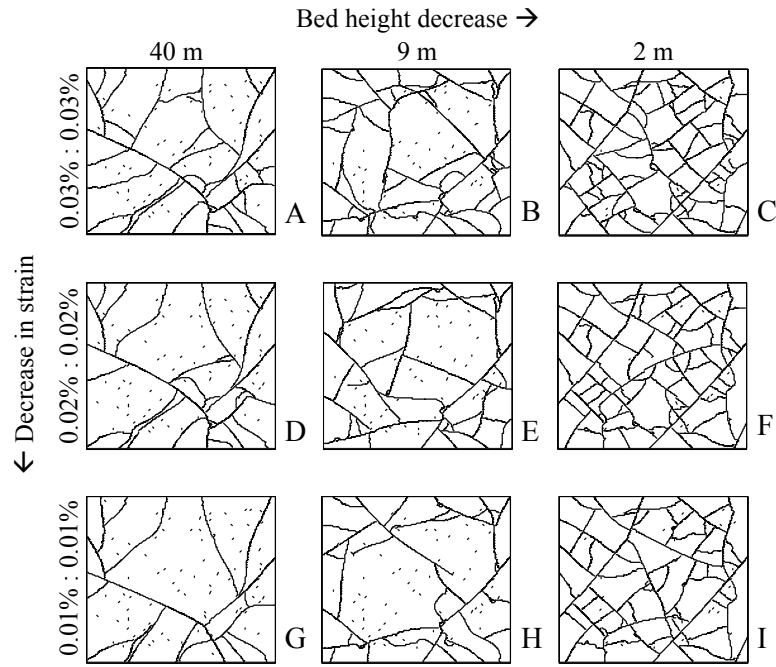 Bed height decrease →
40 m 9 m 2 m
0.03% : 0.03%
A B C
← Decrease in strain
0.02% : 0.02%
D E F
0.01% : 0.01%
G H I